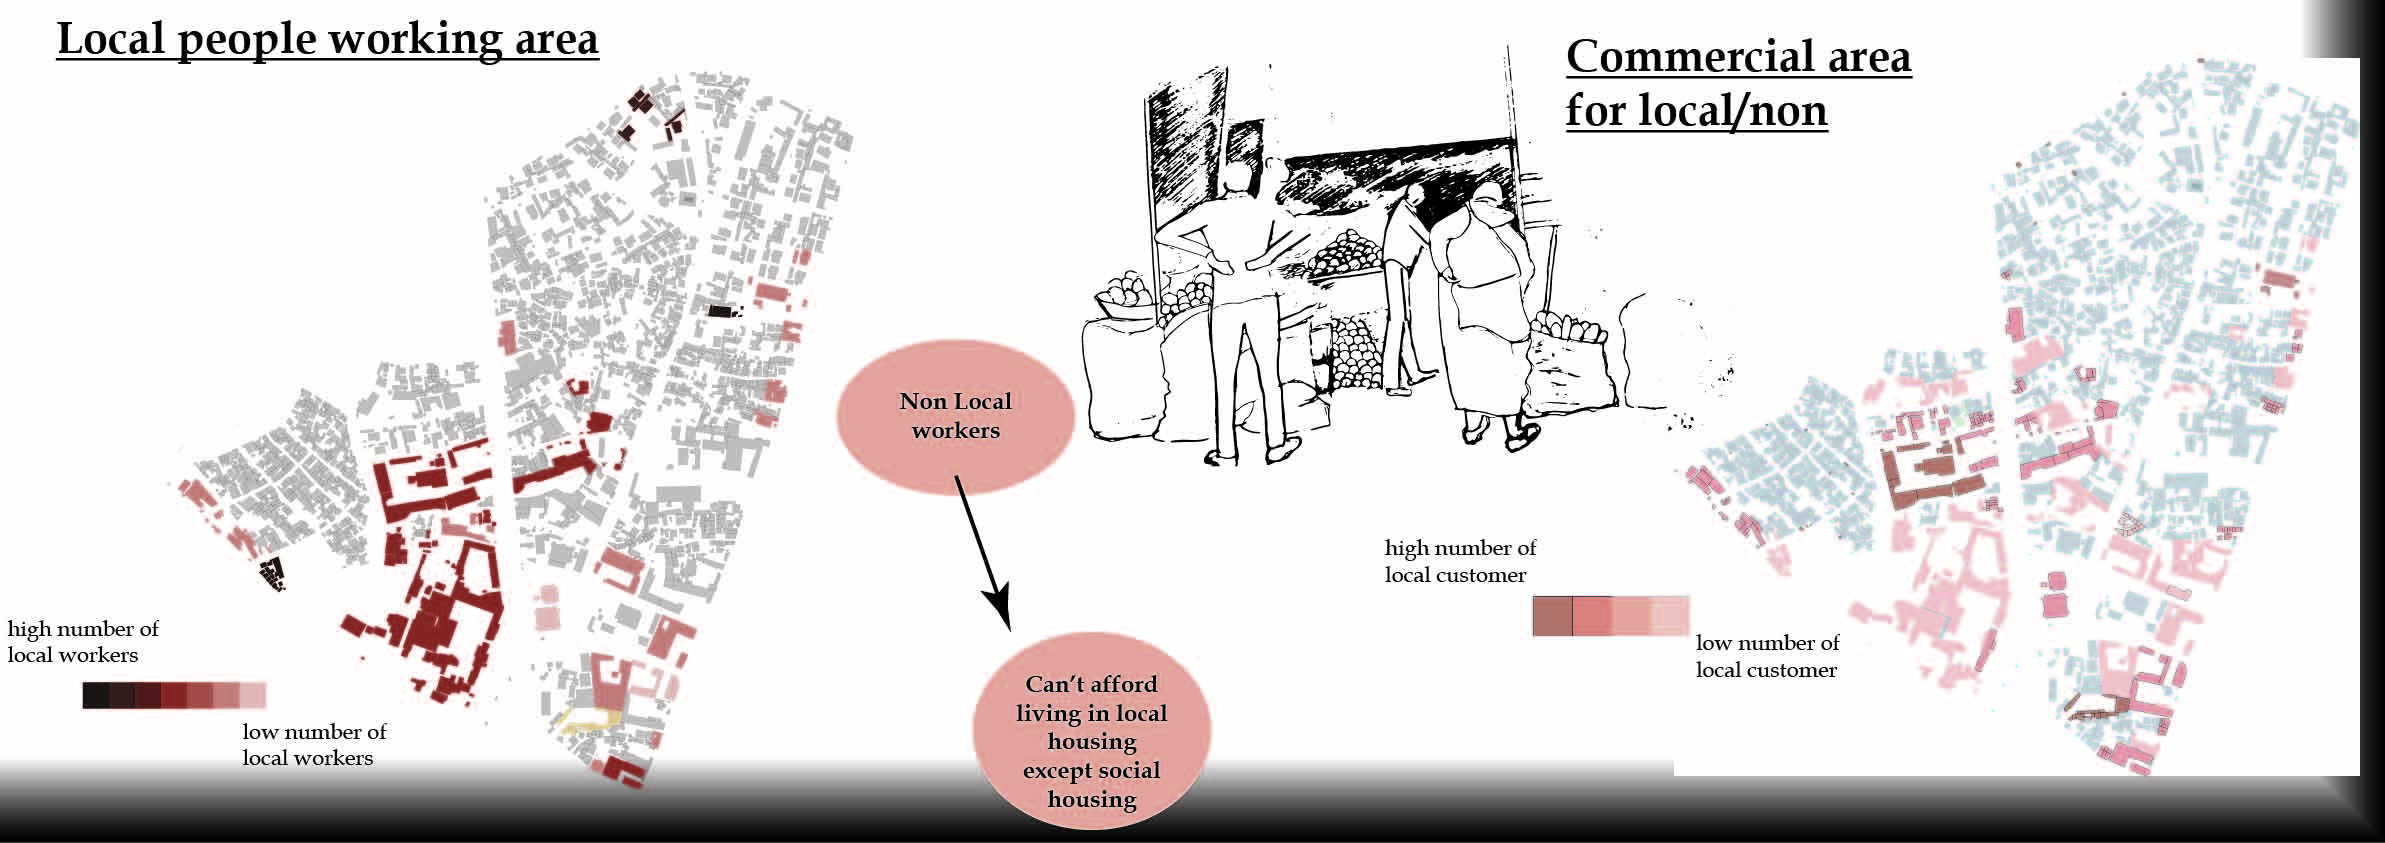 Local people working area
Commercial area
for local/non
Non Local
workers
high number of
local customer
low number of
local customer
high number of
local workers
low number of
local workers
Can't afford
living in local
housing
except social
housing